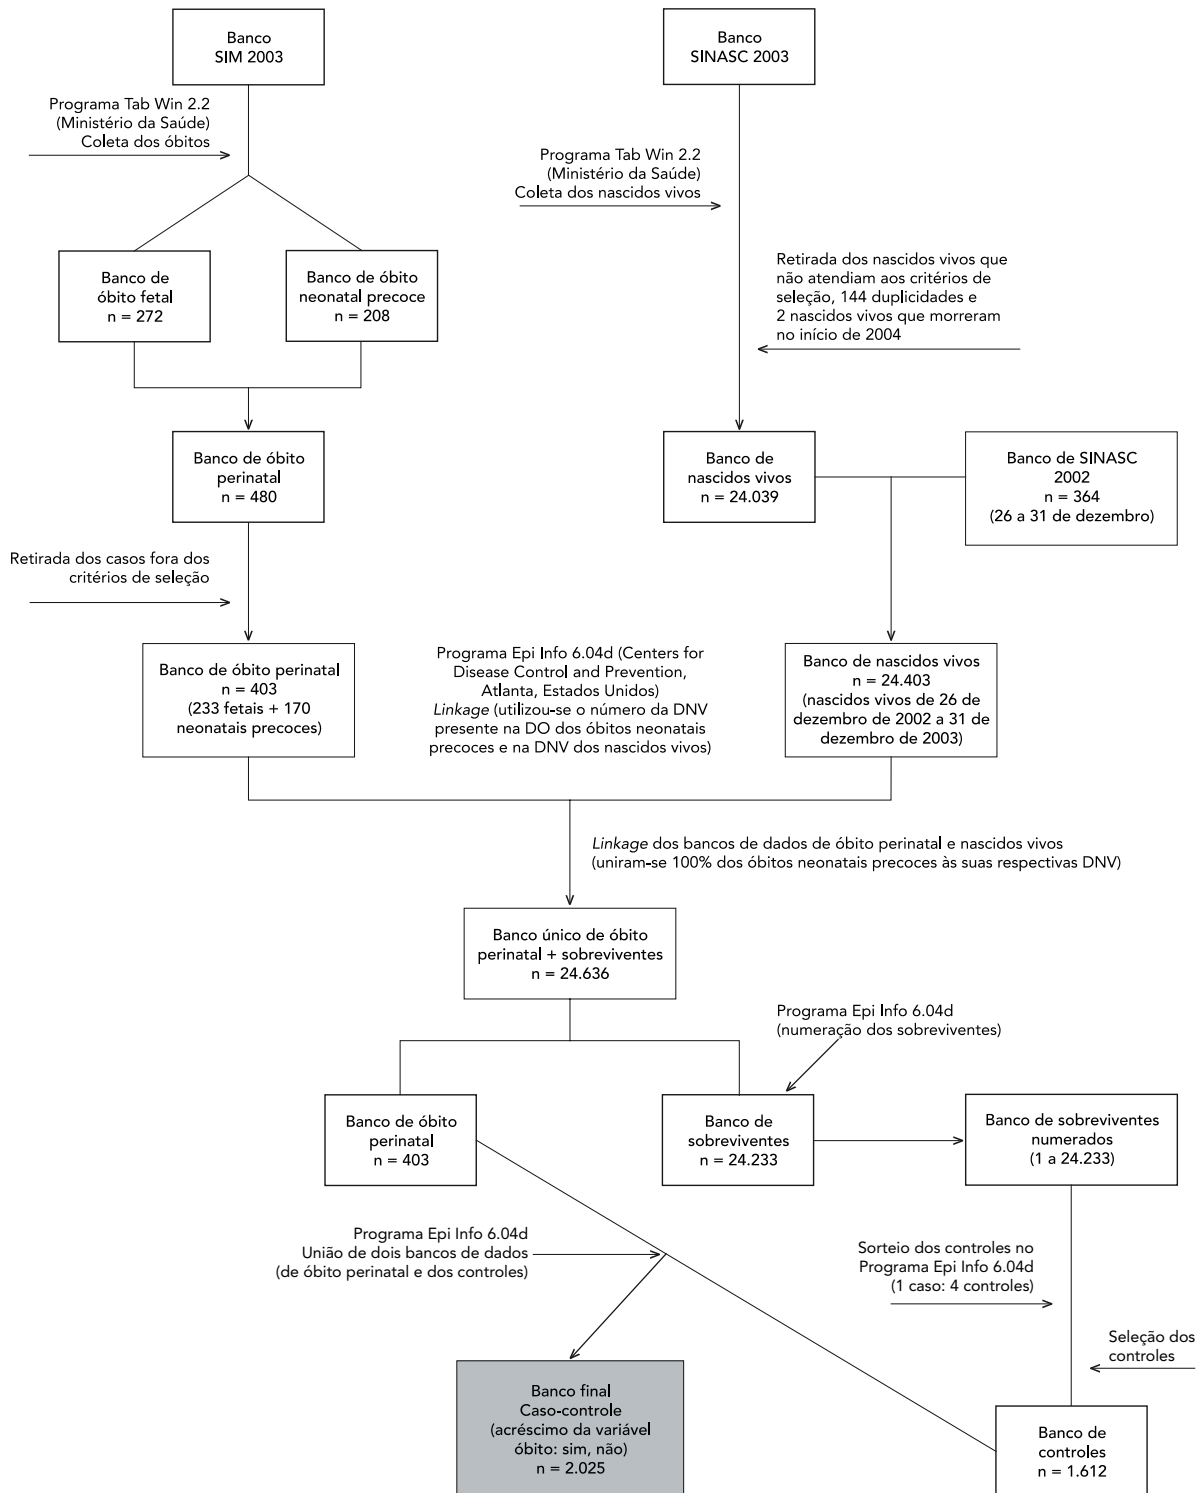 Banco
SIM 2003
Banco
SINASC 2003
Programa Tab Win 2.2
(Ministério da Saúde)
Coleta dos óbitos
Programa Tab Win 2.2
(Ministério da Saúde)
Coleta dos nascidos vivos
Banco de
óbito fetal
n = 272
Banco de óbito
neonatal precoce
n = 208
Retirada dos nascidos vivos que
não atendiam aos critérios de
seleção, 144 duplicidades e
2 nascidos vivos que morreram
no início de 2004
Banco de óbito
perinatal
n = 480
Banco de
nascidos vivos
n = 24.039
Banco de SINASC
2002
n = 364
(26 a 31 de dezembro)
Retirada dos casos fora dos
critérios de seleção
Banco de óbito perinatal
n = 403
(233 fetais + 170
neonatais precoces)
Programa Epi Info 6.04d (Centers for
Disease Control and Prevention,
Atlanta, Estados Unidos)
Linkage (utilizou-se o número da DNV
presente na DO dos óbitos neonatais
precoces e na DNV dos nascidos vivos)
Banco de nascidos vivos
n = 24.403
(nascidos vivos de 26 de
dezembro de 2002 a 31 de
dezembro de 2003)
Linkage dos bancos de dados de óbito perinatal e nascidos vivos
(uniram-se 100% dos óbitos neonatais precoces às suas respectivas DNV)
Banco único de óbito
perinatal + sobreviventes
n = 24.636
Programa Epi Info 6.04d
(numeração dos sobreviventes)
Banco de óbito
perinatal
n = 403
Banco de
sobreviventes
n = 24.233
Banco de sobreviventes
numerados
(1 a 24.233)
Programa Epi Info 6.04d
União de dois bancos de dados
(de óbito perinatal e dos controles)
Sorteio dos controles no
Programa Epi Info 6.04d
(1 caso: 4 controles)
Seleção dos
controles
Banco final
Caso-controle
(acréscimo da variável
óbito: sim, não)
n = 2.025
Banco de
controles
n = 1.612